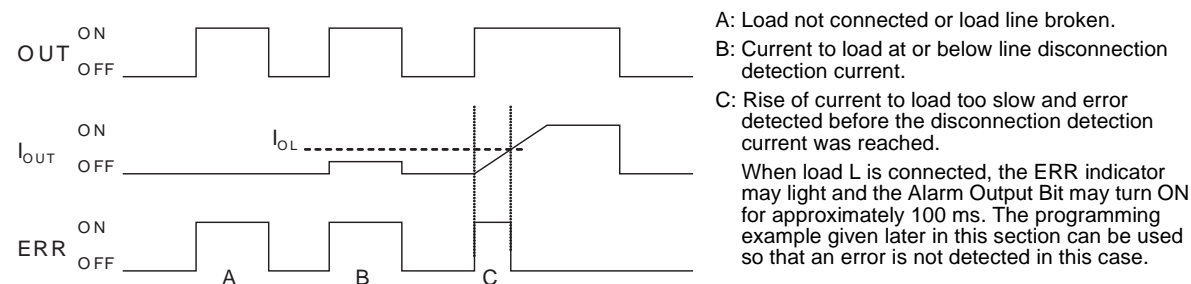 OUT ON
OFF
I_OUT ON
OFF
I_OL
ERR ON
OFF
A B C
A: Load not connected or load line broken.
B: Current to load at or below line disconnection
detection current.
C: Rise of current to load too slow and error
detected before the disconnection detection
current was reached.
When load L is connected, the ERR indicator
may light and the Alarm Output Bit may turn ON
for approximately 100 ms. The programming
example given later in this section can be used
so that an error is not detected in this case.